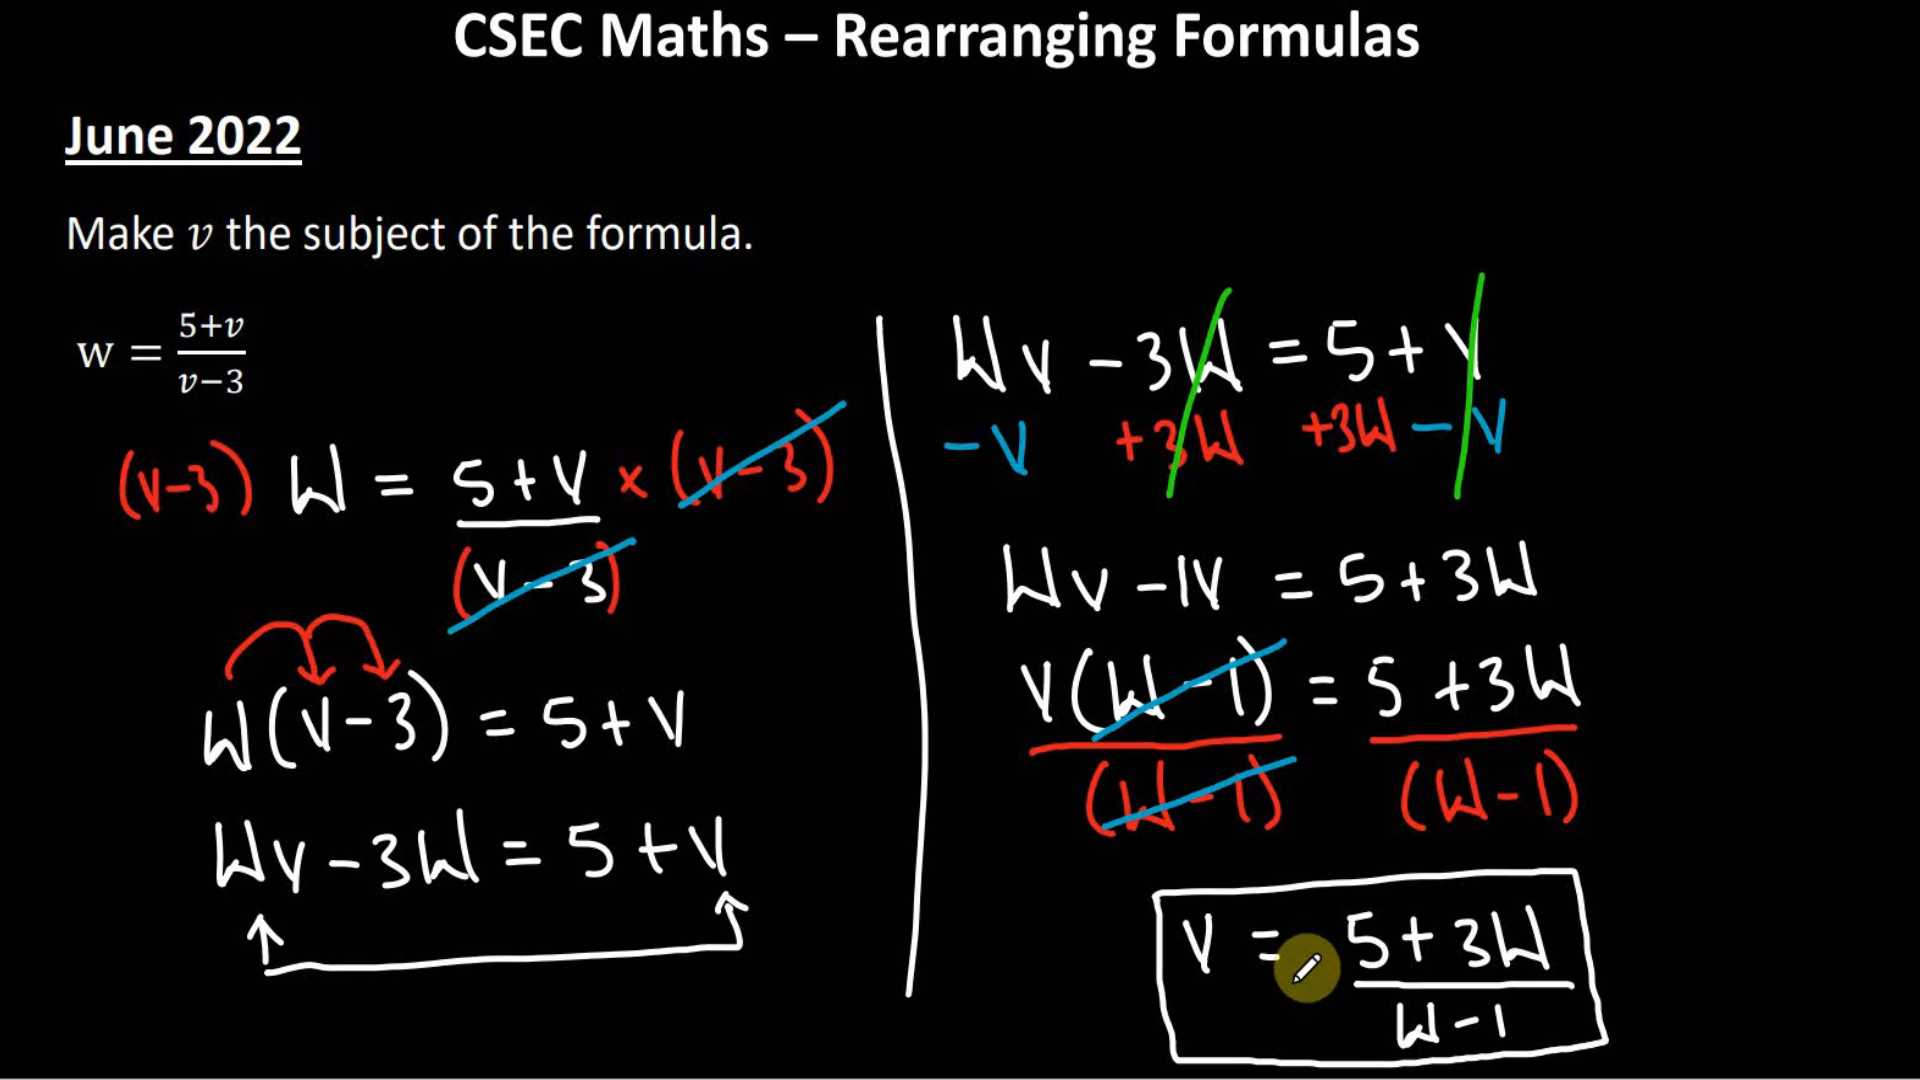 CSEC Maths – Rearranging Formulas
June 2022
Make v the subject of the formula.
w = 5+v
v−3
(v-3) W = 5+V × (v-3)
(v-3)
W(v-3) = 5+V
Wv-3W = 5+V
Wv-3W = 5+V
-V +3W +3W -V
Wv-1V = 5+3W
V(W-1) = 5+3W
(W-1) (W-1)
V = 5+3W
W-1